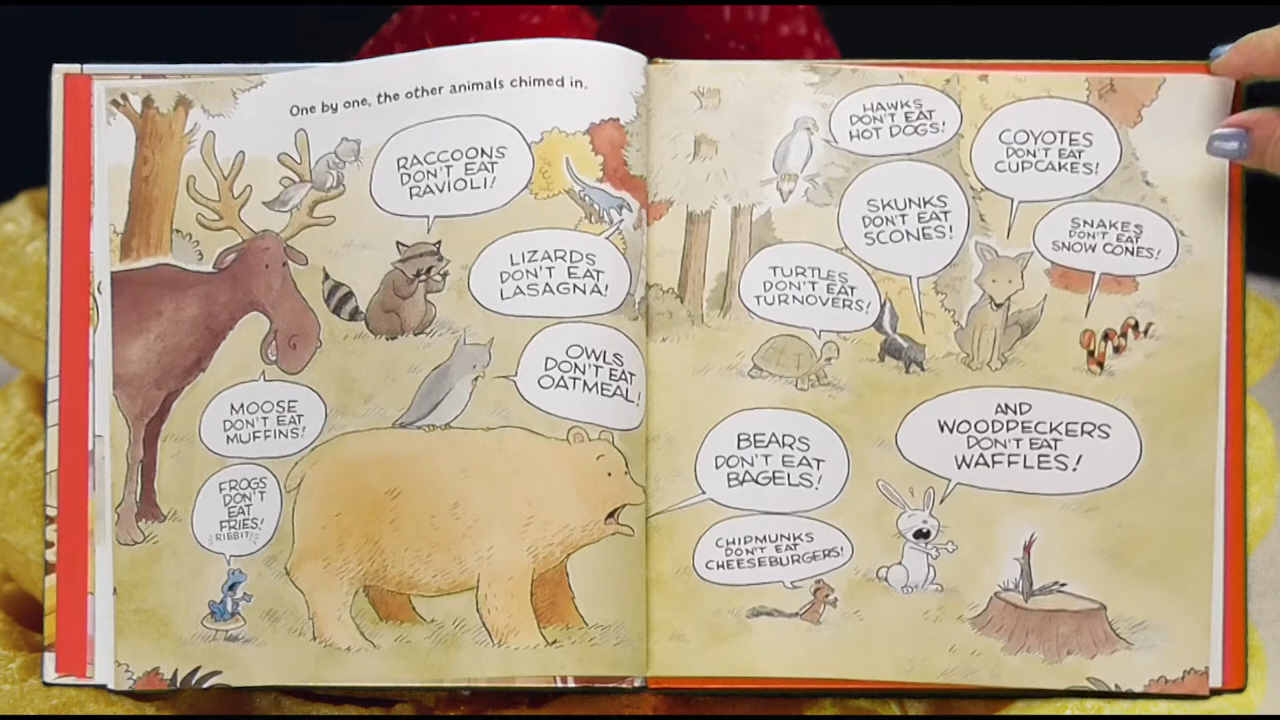 One by one, the other animals chimed in.
RACCOONS
DON'T EAT
RAVIOLI!
LIZARDS
DON'T EAT
LASAGNA!
OWLS
DON'T EAT
OATMEAL!
MOOSE
DON'T EAT
MUFFINS!
FROGS
DON'T
EAT
FRIES!
RIBBIT!
HAWKS
DON'T EAT
HOT DOGS!
COYOTES
DON'T EAT
CUPCAKES!
SKUNKS
DON'T EAT
SCONES!
SNAKES
DON'T EAT
SNOW CONES!
TURTLES
DON'T EAT
TURNOVERS!
BEARS
DON'T EAT
BAGELS!
AND
WOODPECKERS
DON'T EAT
WAFFLES!
CHIPMUNKS
DON'T EAT
CHEESEBURGERS!